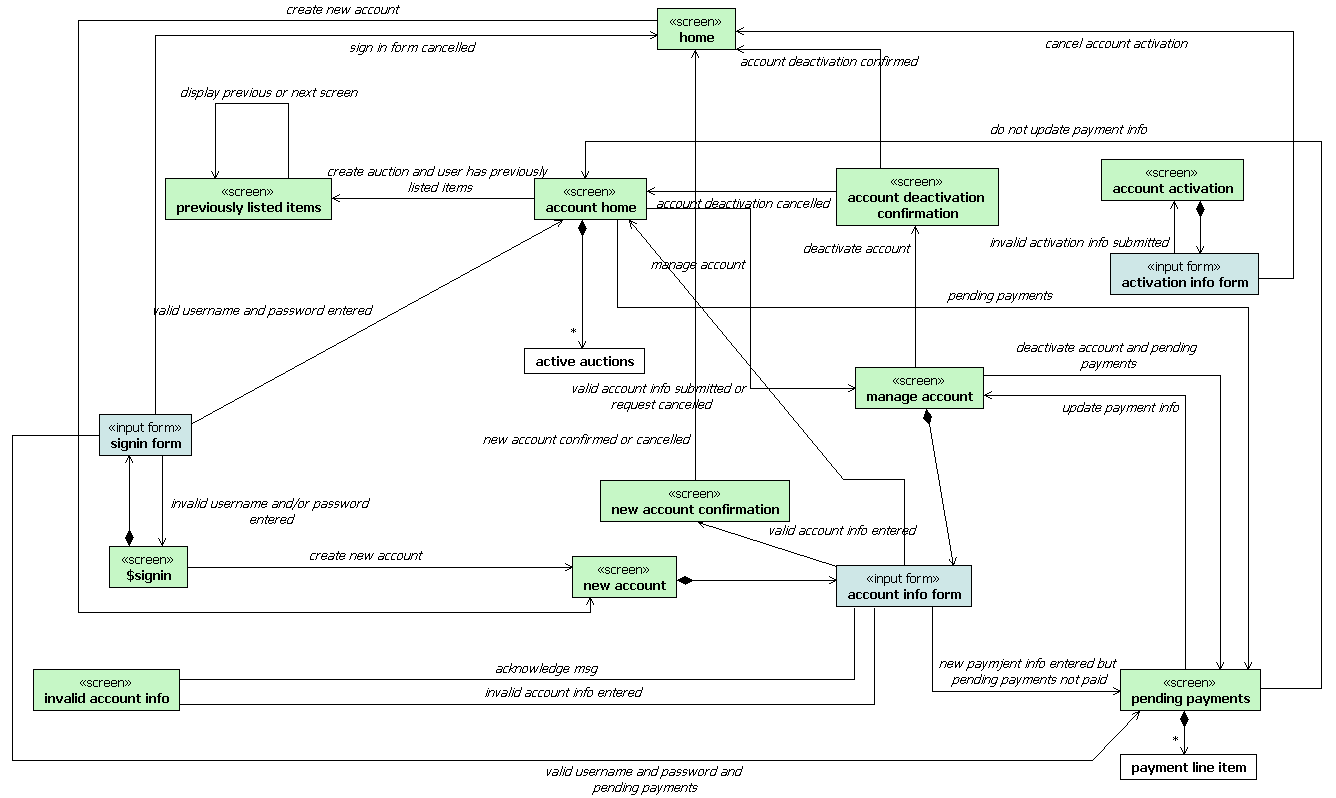 create new account
«screen»
home
sign in form cancelled
cancel account activation
account deactivation confirmed
display previous or next screen
do not update payment info
create auction and user has previously
listed items
«screen»
previously listed items
«screen»
account home
«screen»
account deactivation
confirmation
«screen»
account activation
account deactivation cancelled
deactivate account
invalid activation info submitted
manage account
«input form»
activation info form
pending payments
valid username and password entered
*
active auctions
deactivate account and pending
payments
«screen»
manage account
valid account info submitted or
request cancelled
update payment info
«input form»
signin form
new account confirmed or cancelled
«screen»
new account confirmation
invalid username and/or password
entered
valid account info entered
«screen»
$signin
create new account
«screen»
new account
«input form»
account info form
acknowledge msg
invalid account info entered
«screen»
invalid account info
new paymjent info entered but
pending payments not paid
«screen»
pending payments
*
payment line item
valid username and password and
pending payments